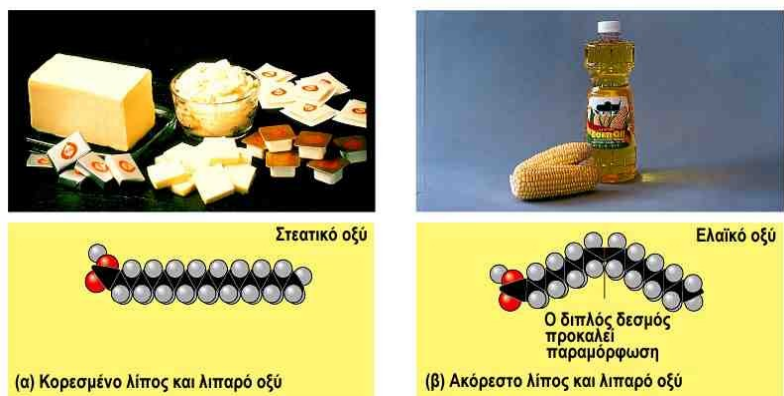 Στεατικό οξύ
(α) Κορεσμένο λίπος και λιπαρό οξύ
Ελαϊκό οξύ
Ο διπλός δεσμός
προκαλεί
παραμόρφωση
(β) Ακόρεστο λίπος και λιπαρό οξύ